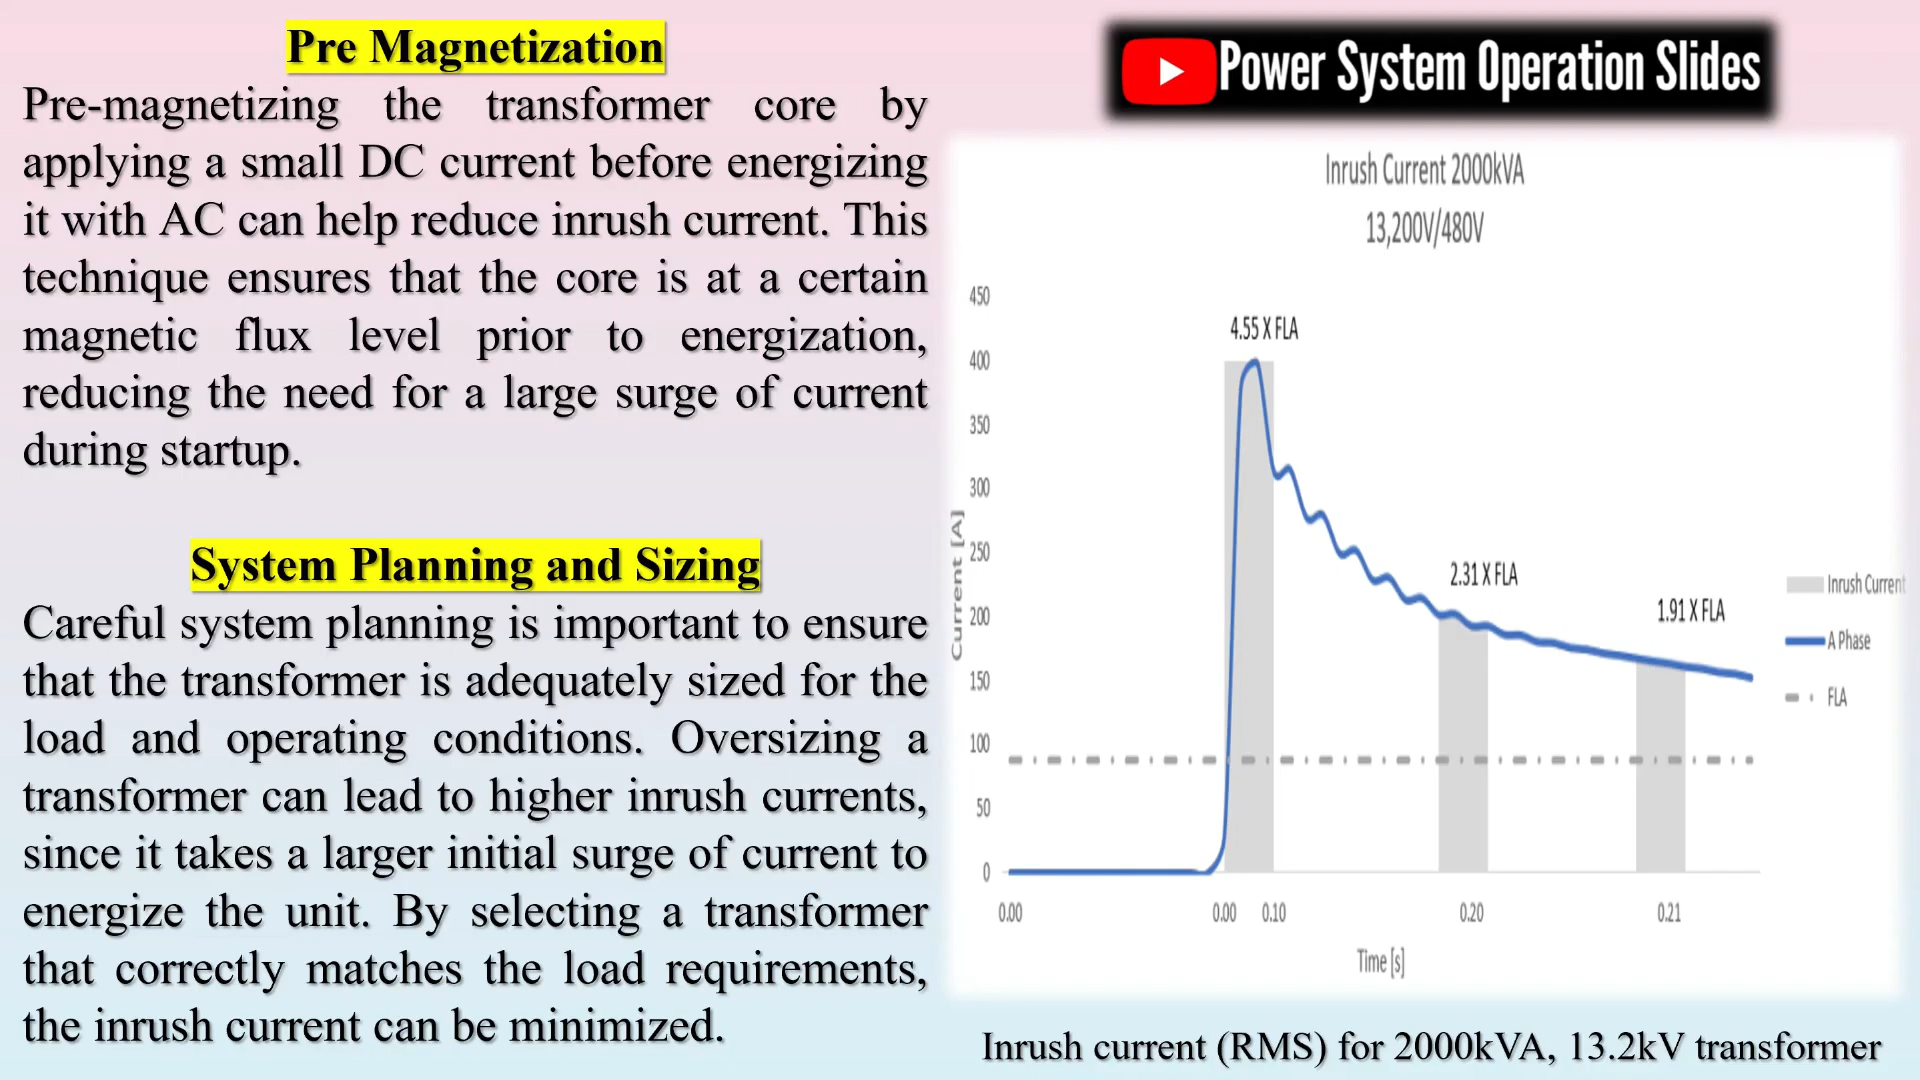 Pre Magnetization
Pre-magnetizing the transformer core by
applying a small DC current before energizing
it with AC can help reduce inrush current. This
technique ensures that the core is at a certain
magnetic flux level prior to energization,
reducing the need for a large surge of current
during startup.
System Planning and Sizing
Careful system planning is important to ensure
that the transformer is adequately sized for the
load and operating conditions. Oversizing a
transformer can lead to higher inrush currents,
since it takes a larger initial surge of current to
energize the unit. By selecting a transformer
that correctly matches the load requirements,
the inrush current can be minimized.
Power System Operation Slides
Inrush Current 2000kVA
13,200V/480V
450
400
350
300
250
200
150
100
50
0
Current [A]
4.55 X FLA
2.31 X FLA
1.91 X FLA
Inrush Current
A Phase
FLA
0.00 0.00 0.10 0.20 0.21
Time [s]
Inrush current (RMS) for 2000kVA, 13.2kV transformer